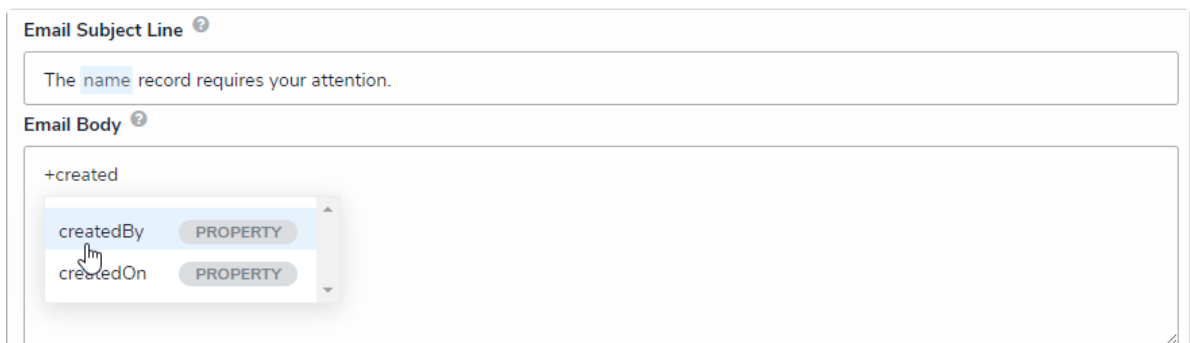 Email Subject Line ?
The name record requires your attention.
Email Body ?
+created
createdBy PROPERTY
createdOn PROPERTY